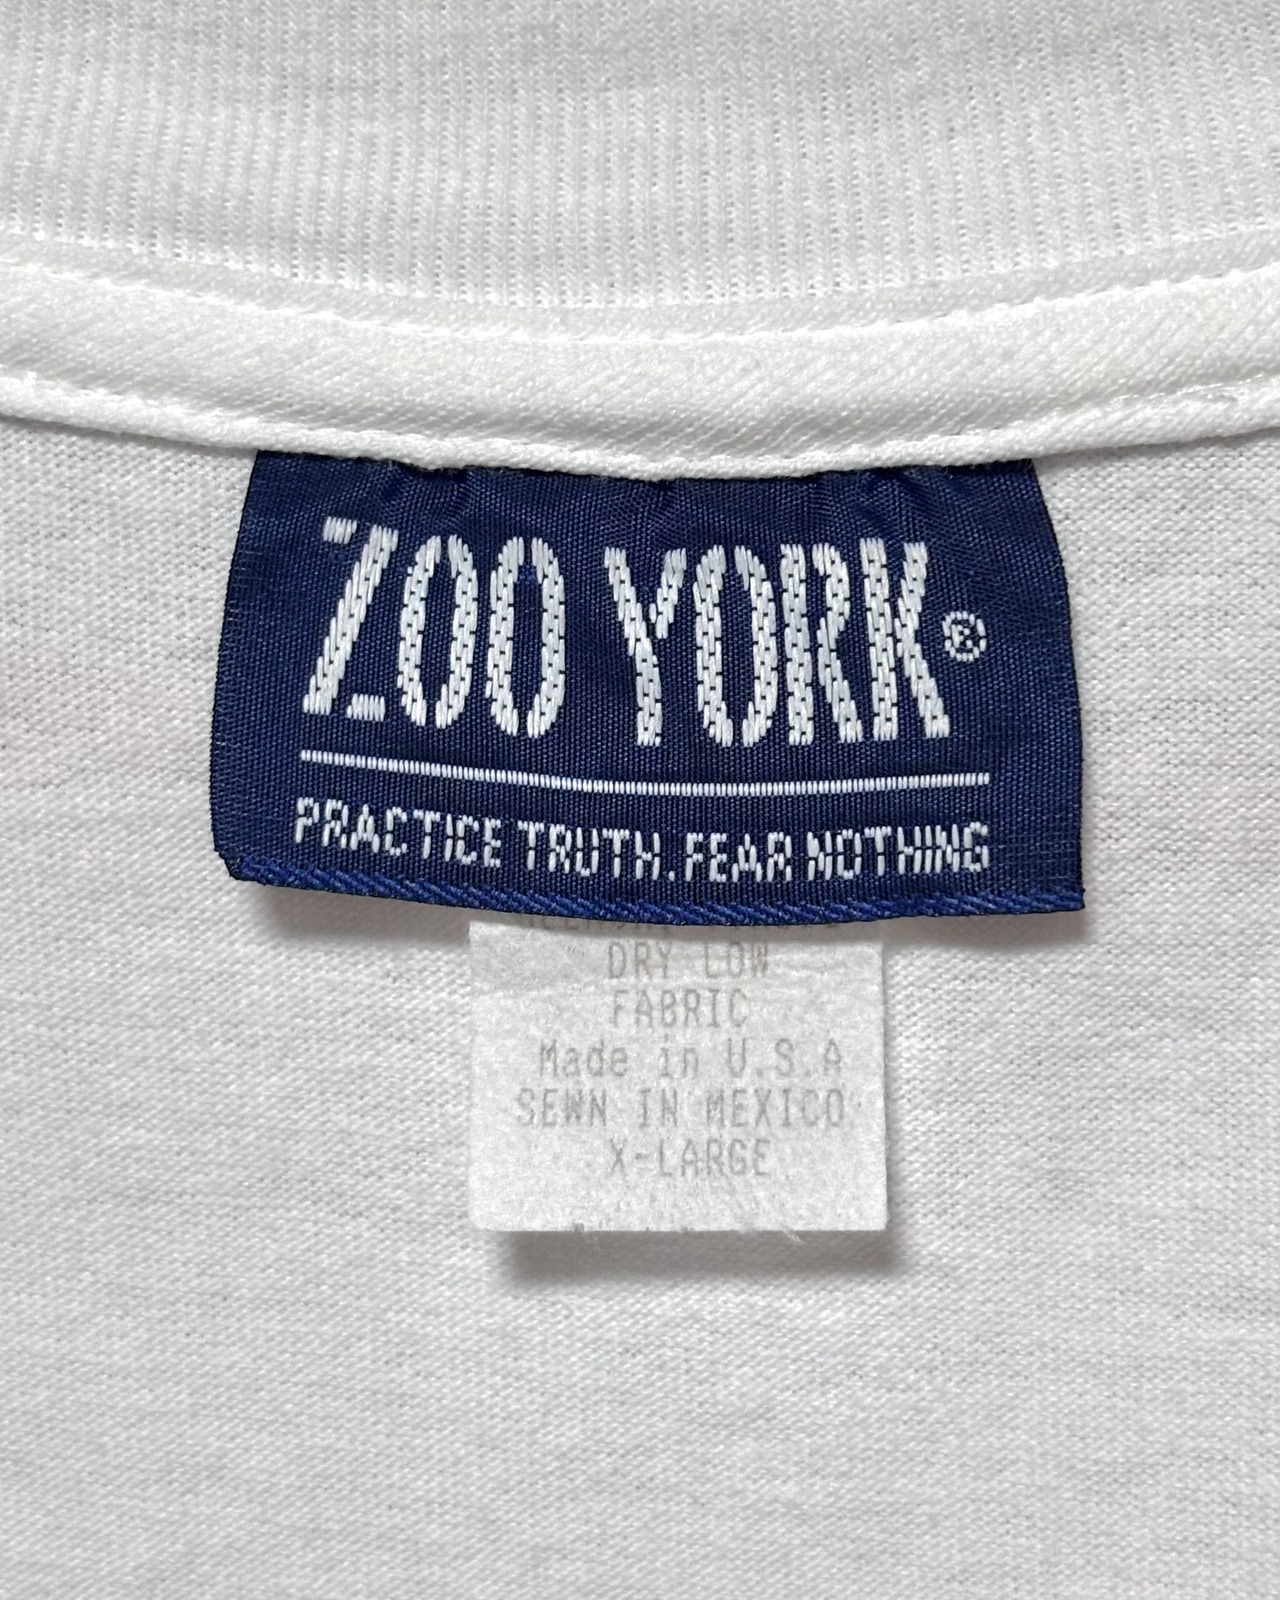 ZOO YORK®
PRACTICE TRUTH. FEAR NOTHING
DRY LOW
FABRIC
Made in U.S.A
SEWN IN MEXICO
X-LARGE